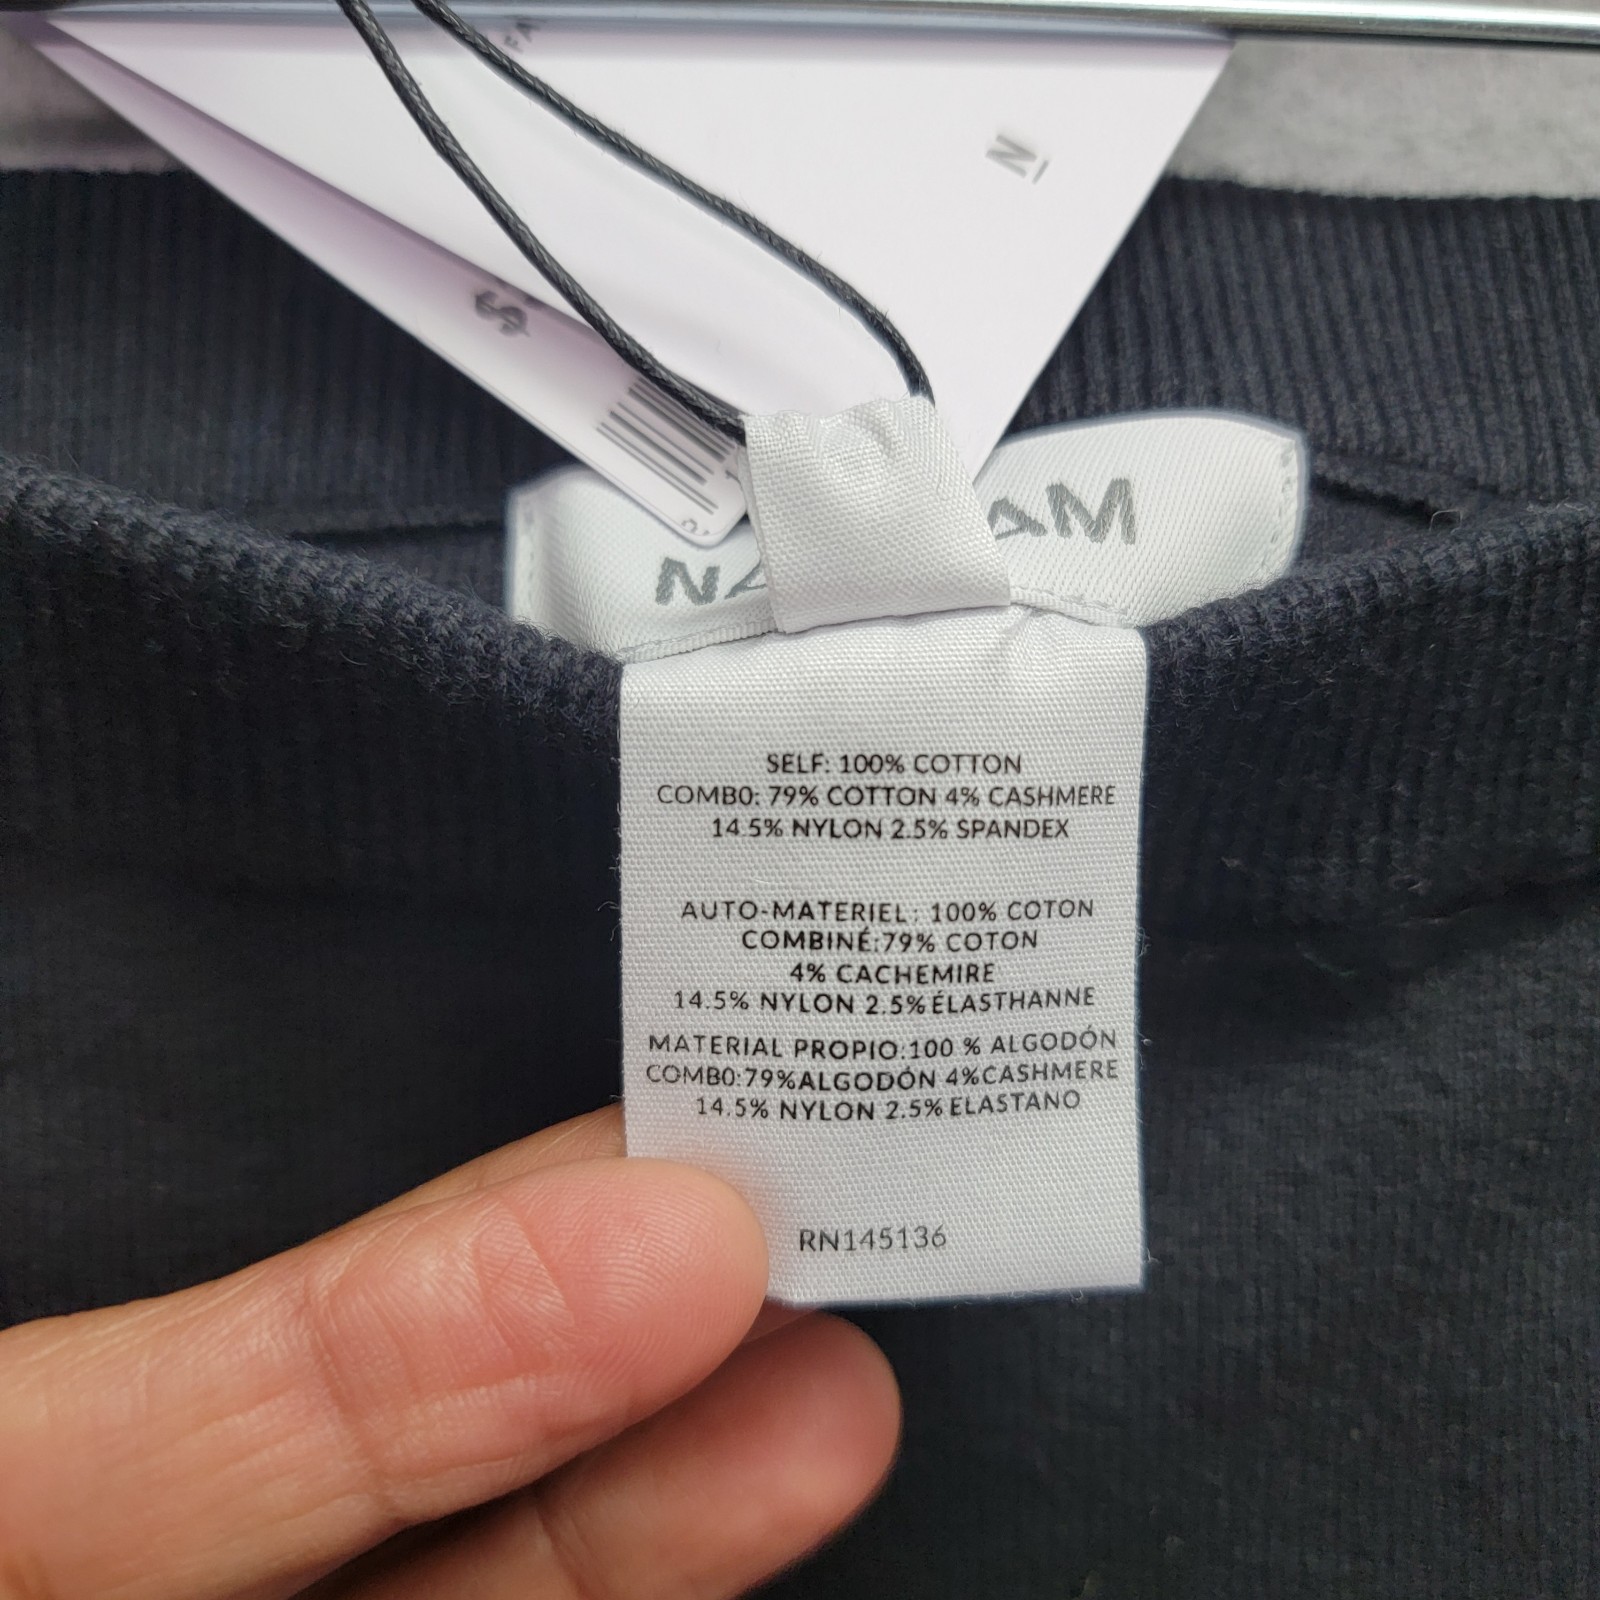 N
$
SELF: 100% COTTON
COMBO: 79% COTTON 4% CASHMERE
14.5% NYLON 2.5% SPANDEX
AUTO-MATERIEL: 100% COTON
COMBINÉ:79% COTON
4% CACHEMIRE
14.5% NYLON 2.5% ÉLASTHANNE
MATERIAL PROPIO:100 % ALGODÓN
COMBO:79%ALGODÓN 4%CASHMERE
14.5% NYLON 2.5% ELASTANO
RN145136